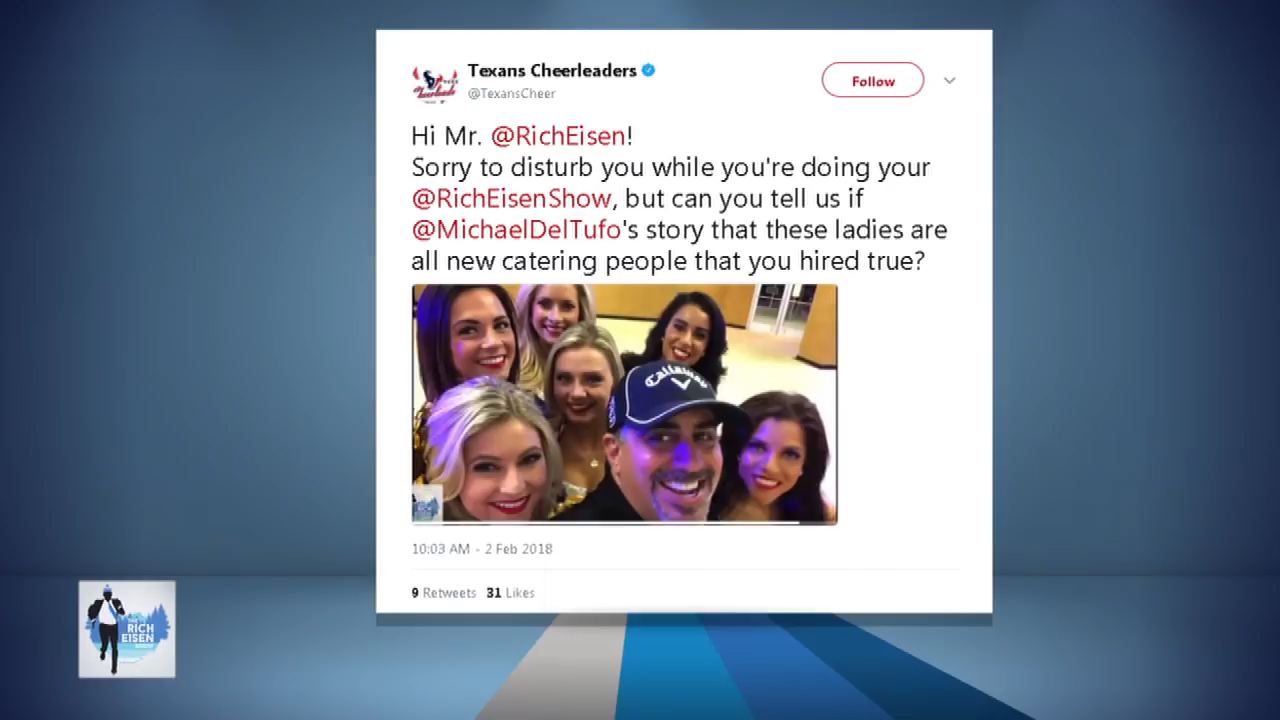 Texans Cheerleaders
@TexansCheer
Follow
Hi Mr. @RichEisen!
Sorry to disturb you while you're doing your
@RichEisenShow, but can you tell us if
@MichaelDelTufo's story that these ladies are
all new catering people that you hired true?
Callaway
10:03 AM - 2 Feb 2018
9 Retweets 31 Likes
THE
RICH
EISEN
SHOW